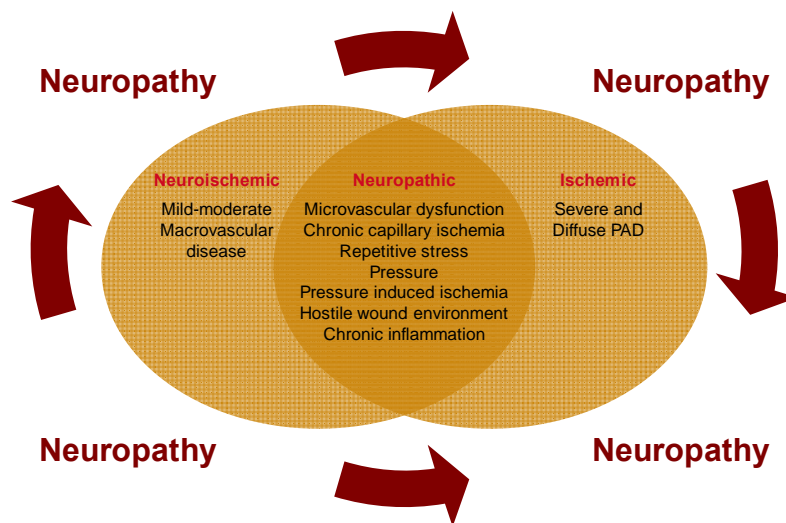 Neuropathy
Neuropathy
Neuroischemic
Mild-moderate
Macrovascular
disease
Neuropathic
Microvascular dysfunction
Chronic capillary ischemia
Repetitive stress
Pressure
Pressure induced ischemia
Hostile wound environment
Chronic inflammation
Ischemic
Severe and
Diffuse PAD
Neuropathy
Neuropathy